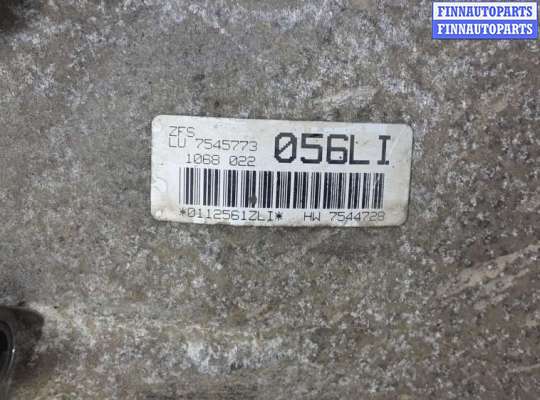 FINNAUTOPARTS
FINNAUTOPARTS
ZFS
LU 7545773
1068 022
056LI
*0112561ZLI* HW 7544728